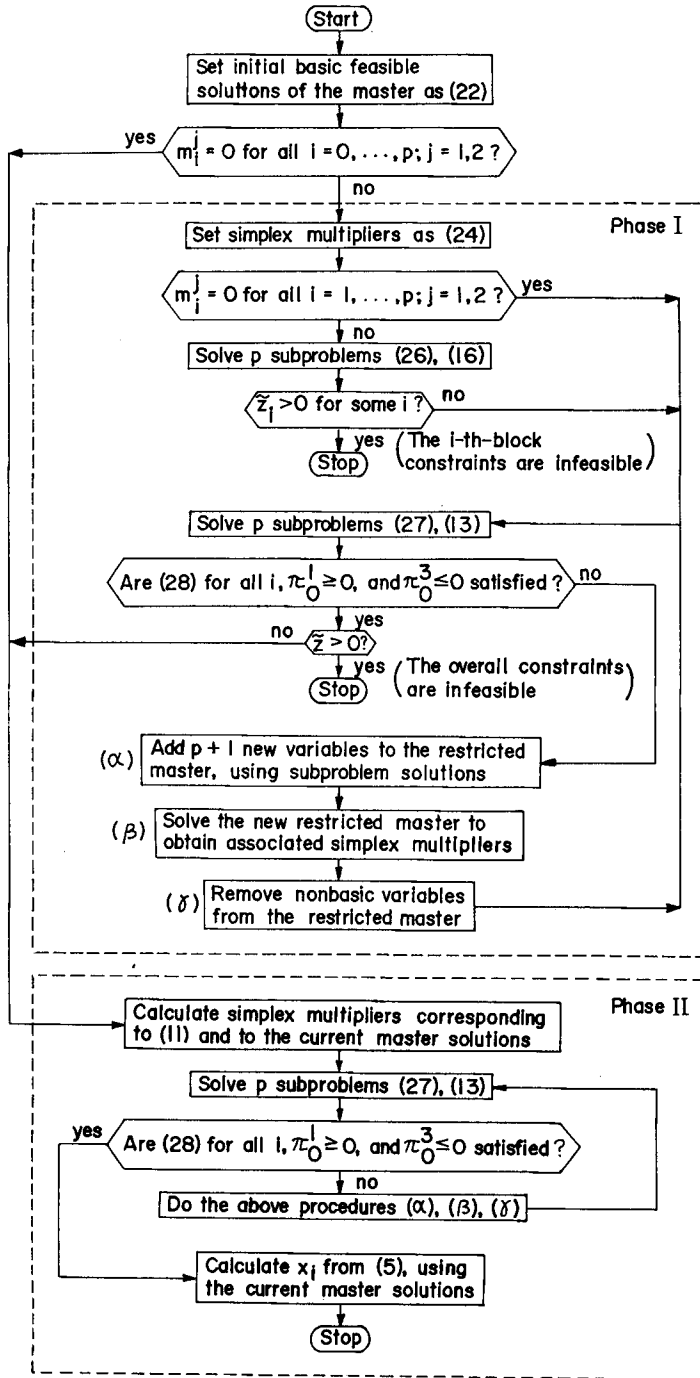 Start
Set initial basic feasible
solutions of the master as (22)
yes
m_i^j = 0 for all i = 0, ..., p; j = 1,2 ?
no
Phase I
Set simplex multipliers as (24)
m_i^j = 0 for all i = 1, ..., p; j = 1,2 ?
yes
no
Solve p subproblems (26), (16)
z̃_i > 0 for some i ?
no
yes
(The i-th-block
constraints are infeasible)
Stop
Solve p subproblems (27), (13)
Are (28) for all i, π_0^1 ≥ 0, and π_0^3 ≤ 0 satisfied ?
no
yes
no
z̃ > 0?
yes
(The overall constraints
are infeasible)
Stop
(α)
Add p + 1 new variables to the restricted
master, using subproblem solutions
(β)
Solve the new restricted master to
obtain associated simplex multipliers
(γ)
Remove nonbasic variables
from the restricted master
Phase II
Calculate simplex multipliers corresponding
to (11) and to the current master solutions
Solve p subproblems (27), (13)
yes
Are (28) for all i, π_0^1 ≥ 0, and π_0^3 ≤ 0 satisfied ?
no
Do the above procedures (α), (β), (γ)
Calculate x_i from (5), using
the current master solutions
Stop